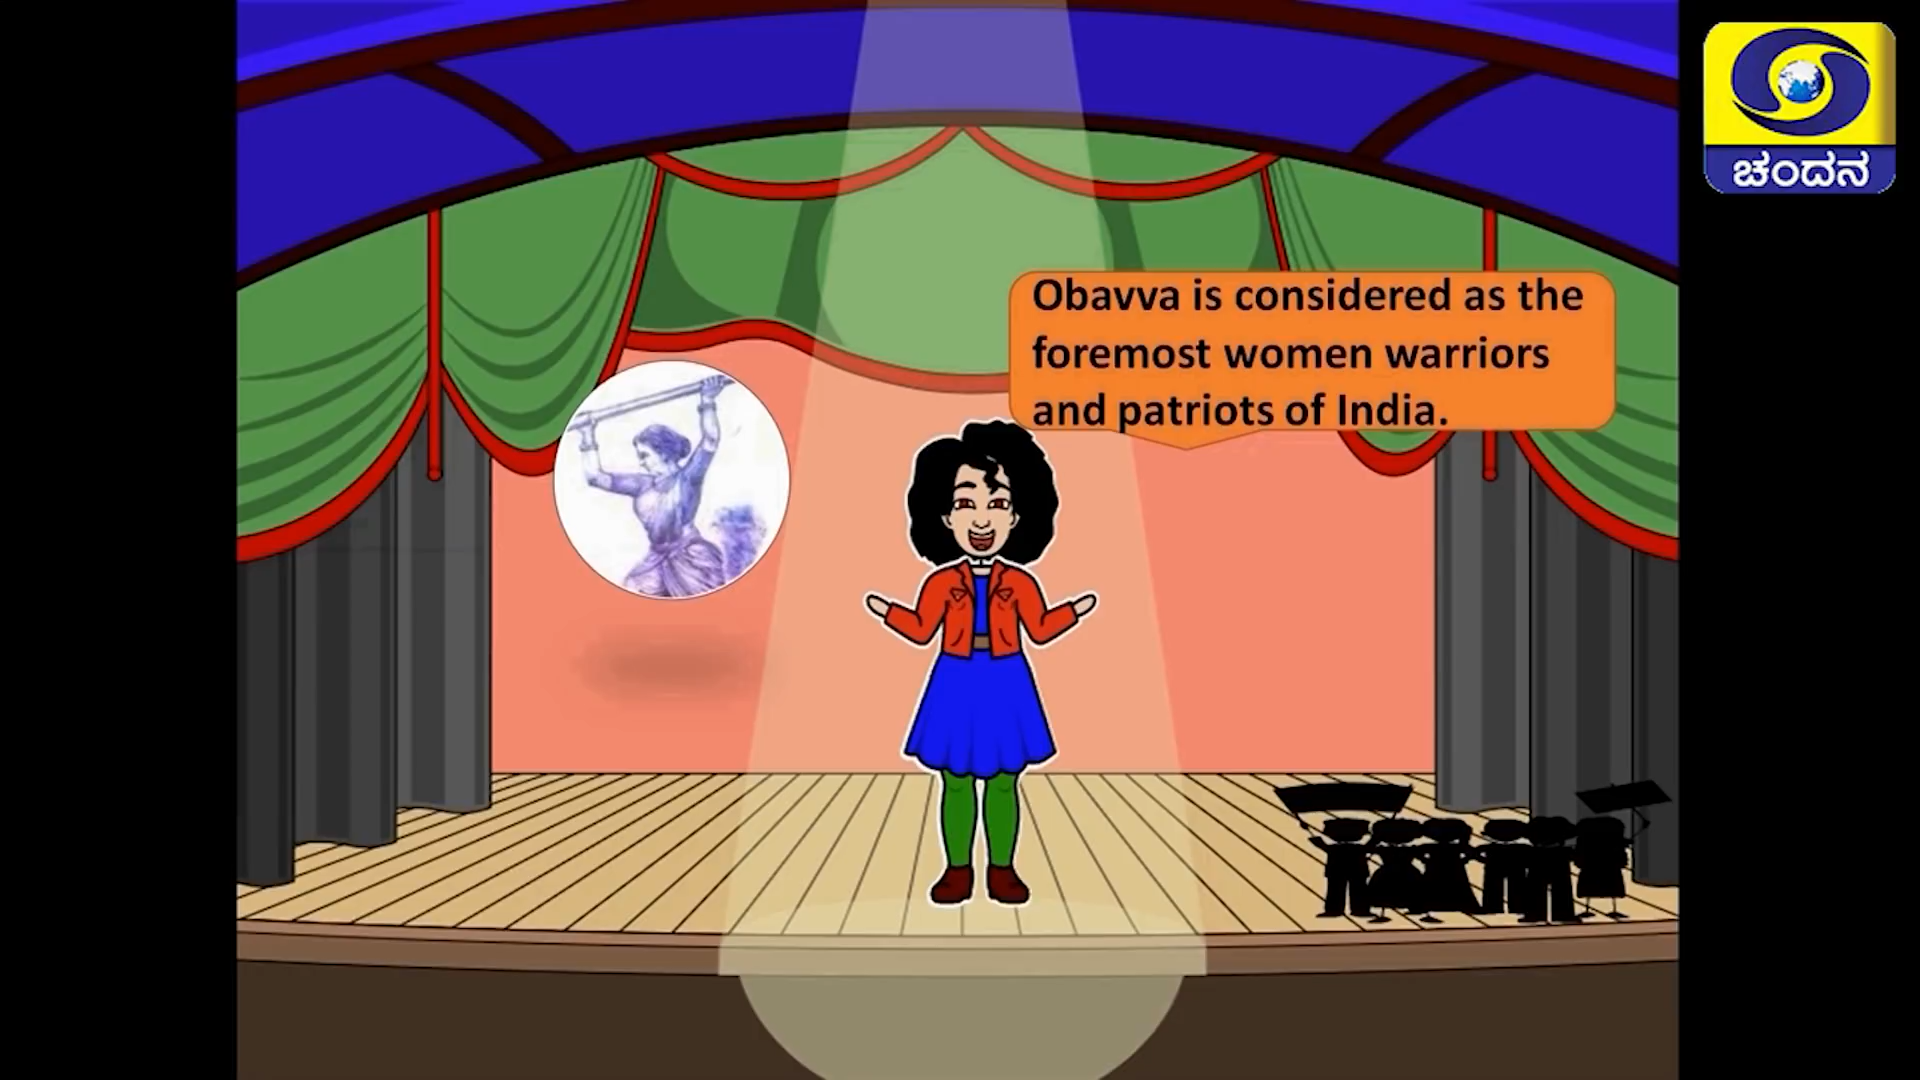 ಚಂದನ
Obavva is considered as the
foremost women warriors
and patriots of India.